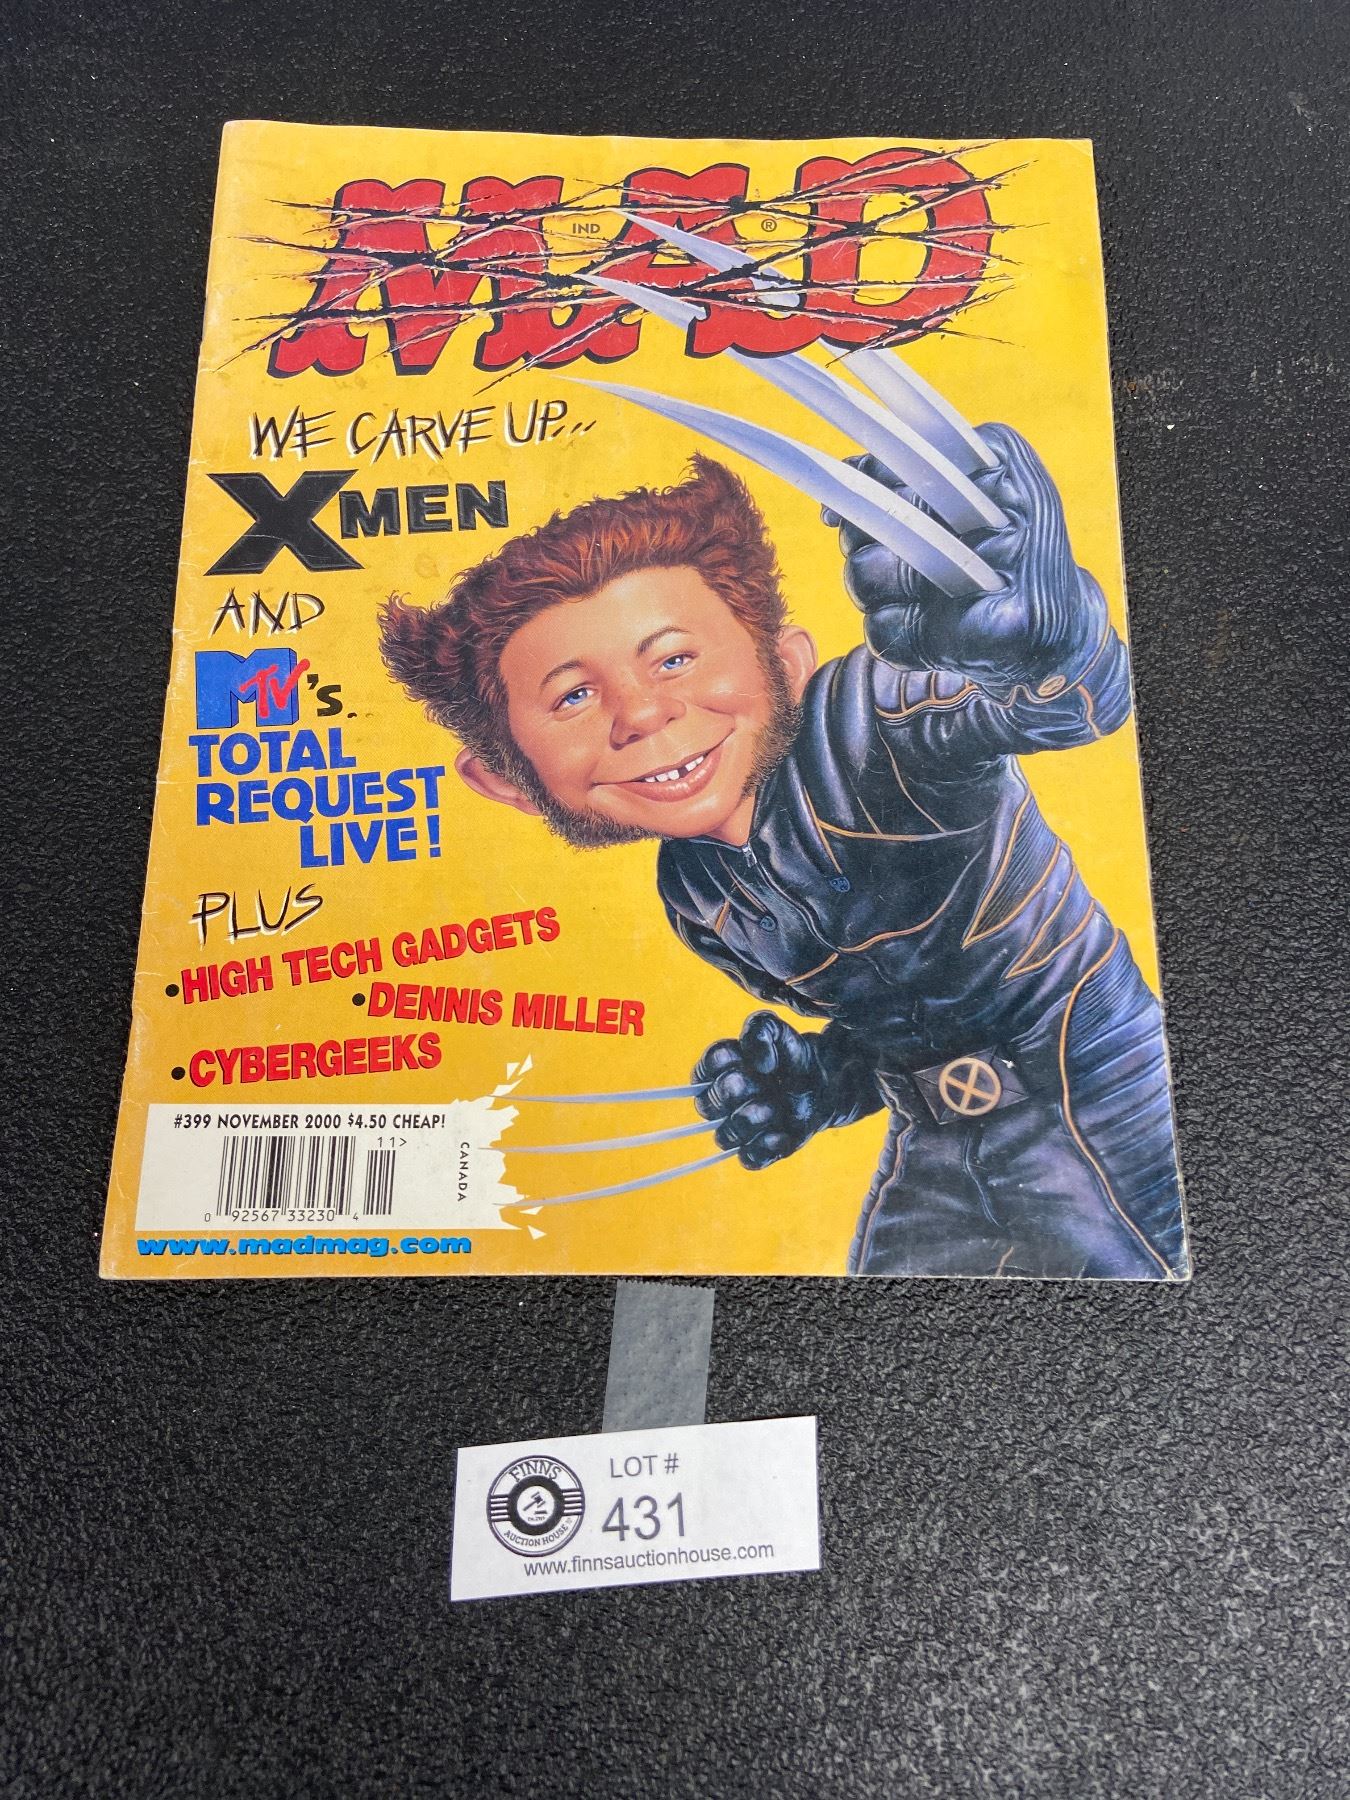 MAD
IND
®
WE CARVE UP...
X MEN
AND
MTV's
TOTAL
REQUEST
LIVE!
PLUS
•HIGH TECH GADGETS
•DENNIS MILLER
•CYBERGEEKS
#399 NOVEMBER 2000 $4.50 CHEAP!
11>
CANADA
0 92567 33230 4
www.madmag.com
FINNS
AUCTION HOUSE
LOT #
431
www.finnsauctionhouse.com